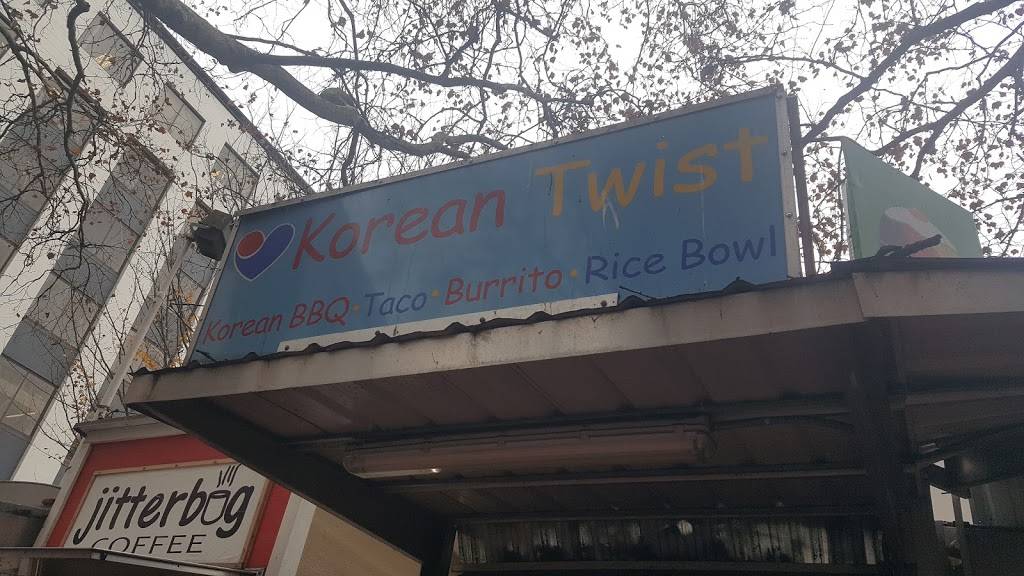 Korean Twist
Korean BBQ · Taco · Burrito · Rice Bowl
jitterbug
COFFEE